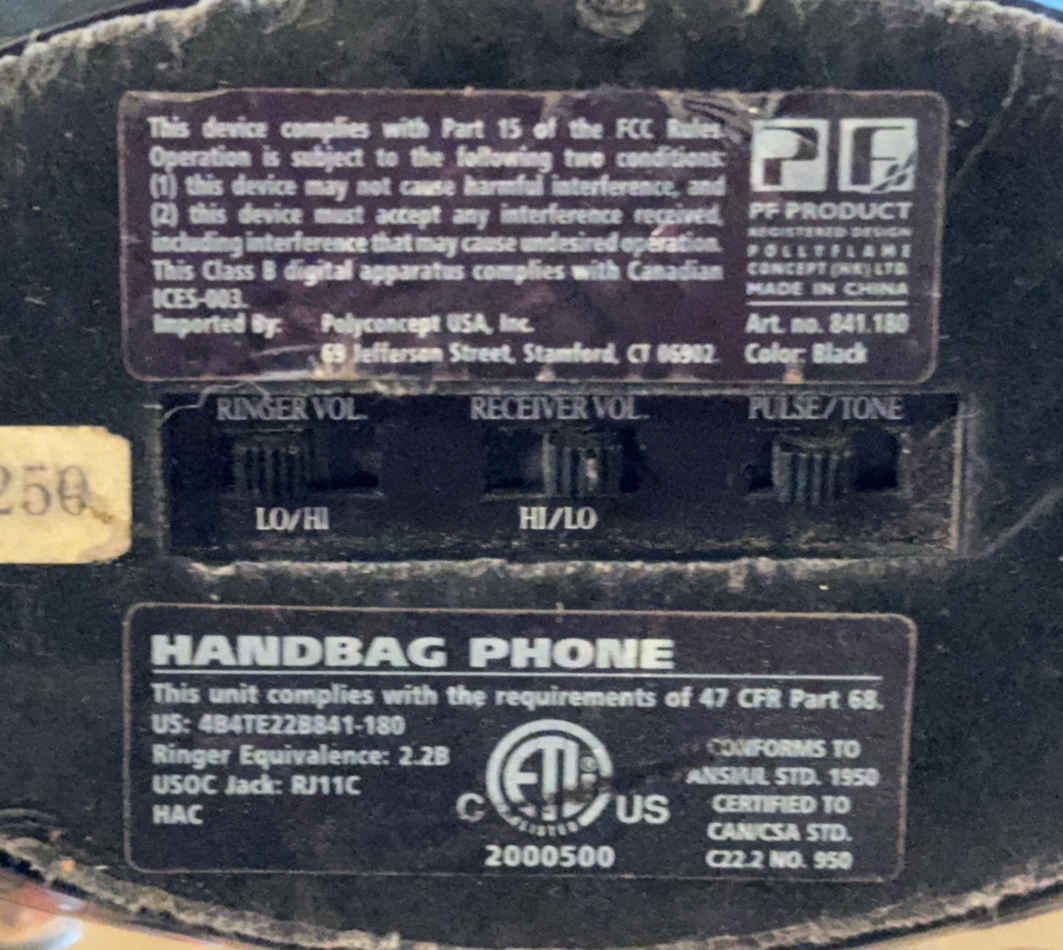 This device complies with Part 15 of the FCC Rules.
Operation is subject to the following two conditions:
(1) this device may not cause harmful interference, and
(2) this device must accept any interference received,
including interference that may cause undesired operation.
This Class B digital apparatus complies with Canadian
ICES-003.
Imported By: Polyconcept USA, Inc.
69 Jefferson Street, Stamford, CT 06902
PF
PF PRODUCT
REGISTERED DESIGN
POLLYFLAME
CONCEPT (HK) LTD.
MADE IN CHINA
Art. no. 841.180
Color: Black
RINGER VOL. RECEIVER VOL. PULSE/TONE
LO/HI HI/LO
250
HANDBAG PHONE
This unit complies with the requirements of 47 CFR Part 68.
US: 4B4TE22B841-180
Ringer Equivalence: 2.2B
USOC Jack: RJ11C
HAC
ETL®
LISTED
C US
2000500
CONFORMS TO
ANSI/UL STD. 1950
CERTIFIED TO
CAN/CSA STD.
C22.2 NO. 950